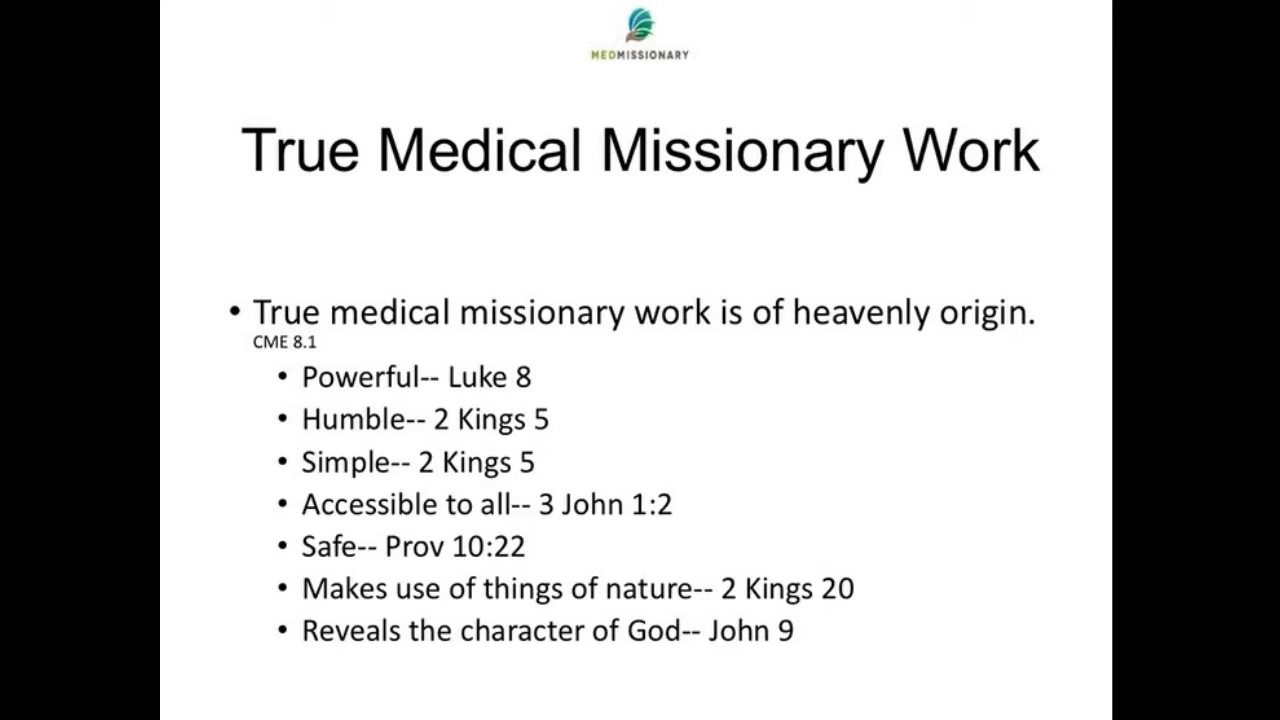 MEDMISSIONARY
True Medical Missionary Work
• True medical missionary work is of heavenly origin.
CME 8.1
• Powerful-- Luke 8
• Humble-- 2 Kings 5
• Simple-- 2 Kings 5
• Accessible to all-- 3 John 1:2
• Safe-- Prov 10:22
• Makes use of things of nature-- 2 Kings 20
• Reveals the character of God-- John 9